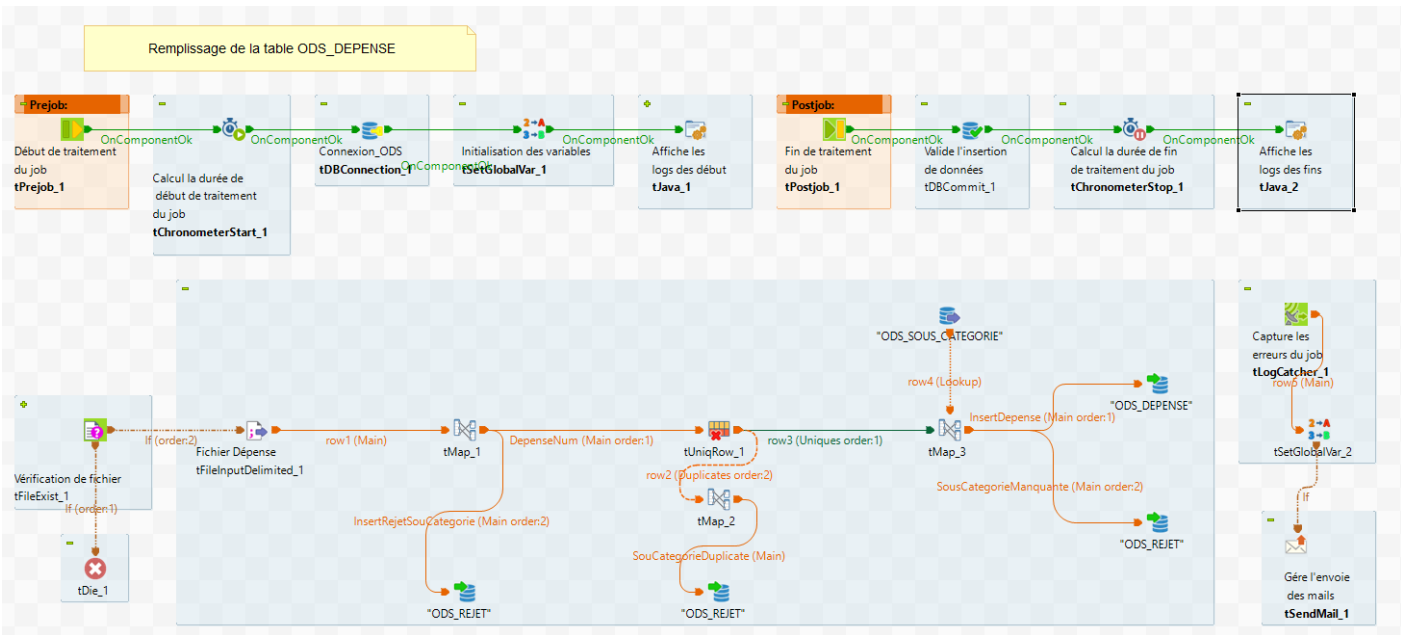 Remplissage de la table ODS_DEPENSE
Prejob:
OnComponentOk
Début de traitement
du job
tPrejob_1
OnComponentOk
Calcul la durée de
début de traitement
du job
tChronometerStart_1
Connexion_ODS
tDBConnection_1
OnComponentOk
Initialisation des variables
tSetGlobalVar_1
OnComponentOk
Affiche les
logs des début
tJava_1
Postjob:
OnComponentOk
Fin de traitement
du job
tPostjob_1
OnComponentOk
Valide l'insertion
de données
tDBCommit_1
OnComponentOk
Calcul la durée de fin
de traitement du job
tChronometerStop_1
Affiche les
logs des fins
tJava_2
"ODS_SOUS_CATEGORIE"
row4 (Lookup)
Vérification de fichier
tFileExist_1
If (order:2)
If (order:1)
tDie_1
Fichier Dépense
tFileInputDelimited_1
row1 (Main)
tMap_1
DepenseNum (Main order:1)
InsertRejetSouCategorie (Main order:2)
"ODS_REJET"
tUniqRow_1
row3 (Uniques order:1)
row2 (Duplicates order:2)
tMap_2
SouCategorieDuplicate (Main)
"ODS_REJET"
tMap_3
InsertDepense (Main order:1)
"ODS_DEPENSE"
SousCategorieManquante (Main order:2)
"ODS_REJET"
Capture les
erreurs du job
tLogCatcher_1
row5 (Main)
tSetGlobalVar_2
If
Gére l'envoie
des mails
tSendMail_1